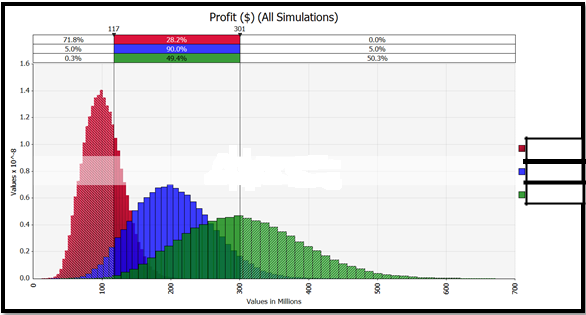 Profit ($) (All Simulations)
117 301
71.8% 28.2% 0.0%
5.0% 90.0% 5.0%
0.3% 49.4% 50.3%
1.6
1.4
1.2
1.0
0.8
0.6
0.4
0.2
0.0
Values x 10^-8
0 100 200 300 400 500 600 700
Values in Millions